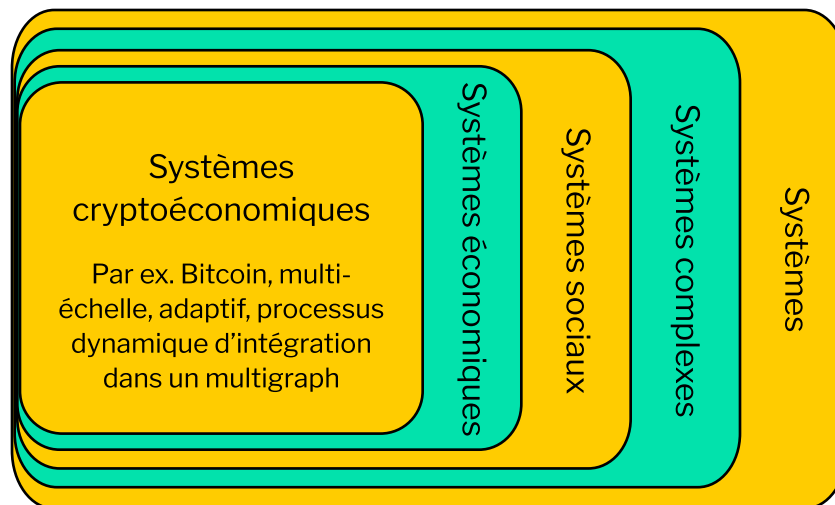 Systèmes
cryptoéconomiques
Par ex. Bitcoin, multi-
échelle, adaptif, processus
dynamique d’intégration
dans un multigraph
Systèmes économiques
Systèmes sociaux
Systèmes complexes
Systèmes